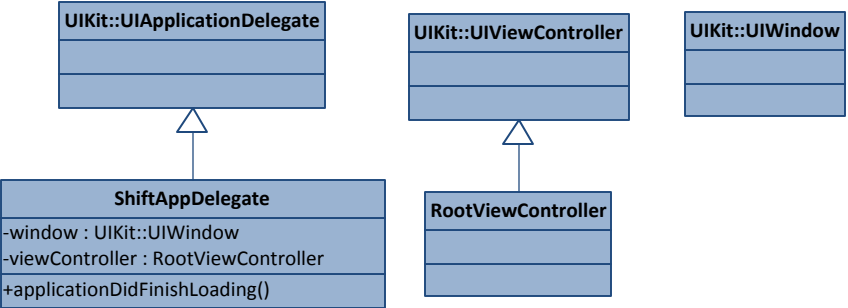 UIKit::UIApplicationDelegate
UIKit::UIViewController
UIKit::UIWindow
ShiftAppDelegate
-window : UIKit::UIWindow
-viewController : RootViewController
+applicationDidFinishLoading()
RootViewController